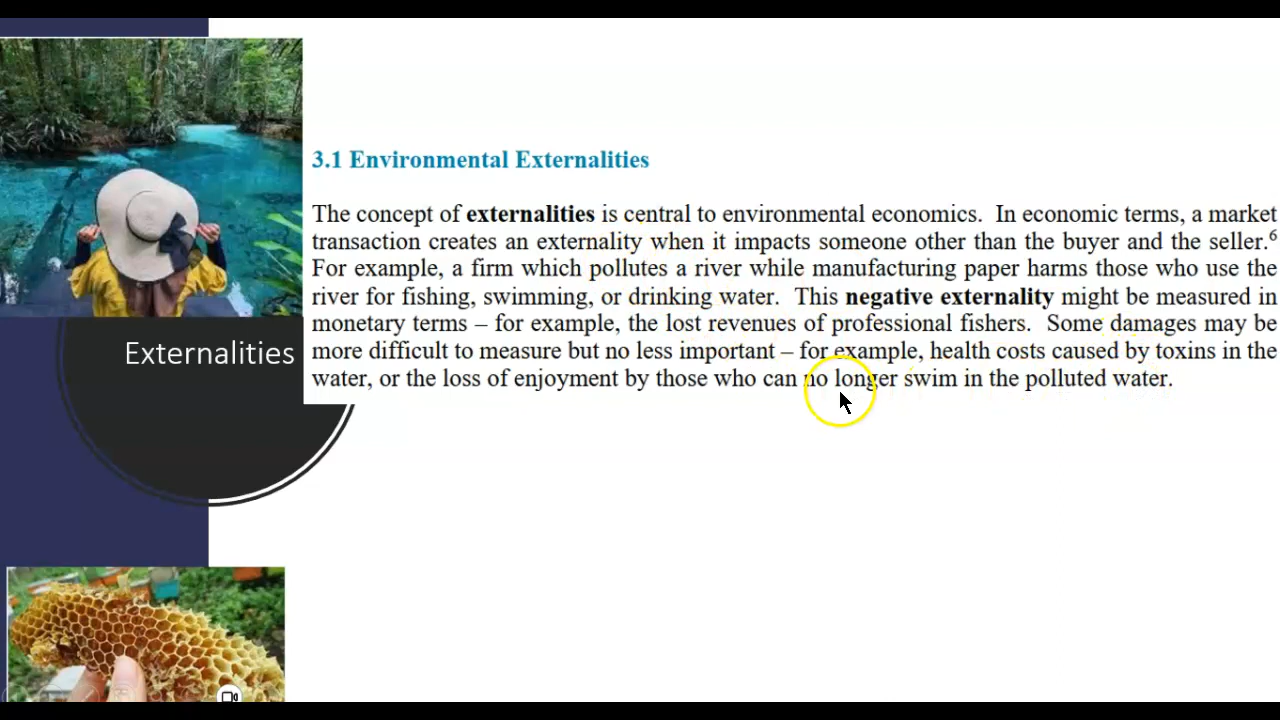 3.1 Environmental Externalities
The concept of externalities is central to environmental economics. In economic terms, a market
transaction creates an externality when it impacts someone other than the buyer and the seller.6
For example, a firm which pollutes a river while manufacturing paper harms those who use the
river for fishing, swimming, or drinking water. This negative externality might be measured in
monetary terms – for example, the lost revenues of professional fishers. Some damages may be
more difficult to measure but no less important – for example, health costs caused by toxins in the
water, or the loss of enjoyment by those who can no longer swim in the polluted water.
Externalities